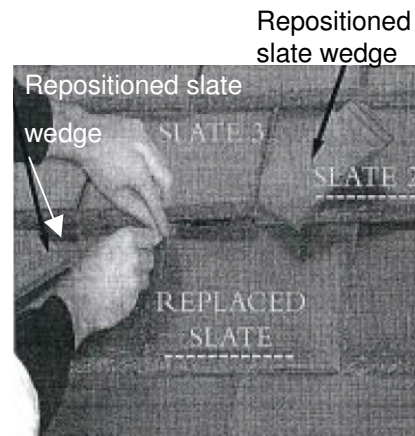 Repositioned
slate wedge
Repositioned slate
wedge
SLATE 3
SLATE 2
REPLACED
SLATE